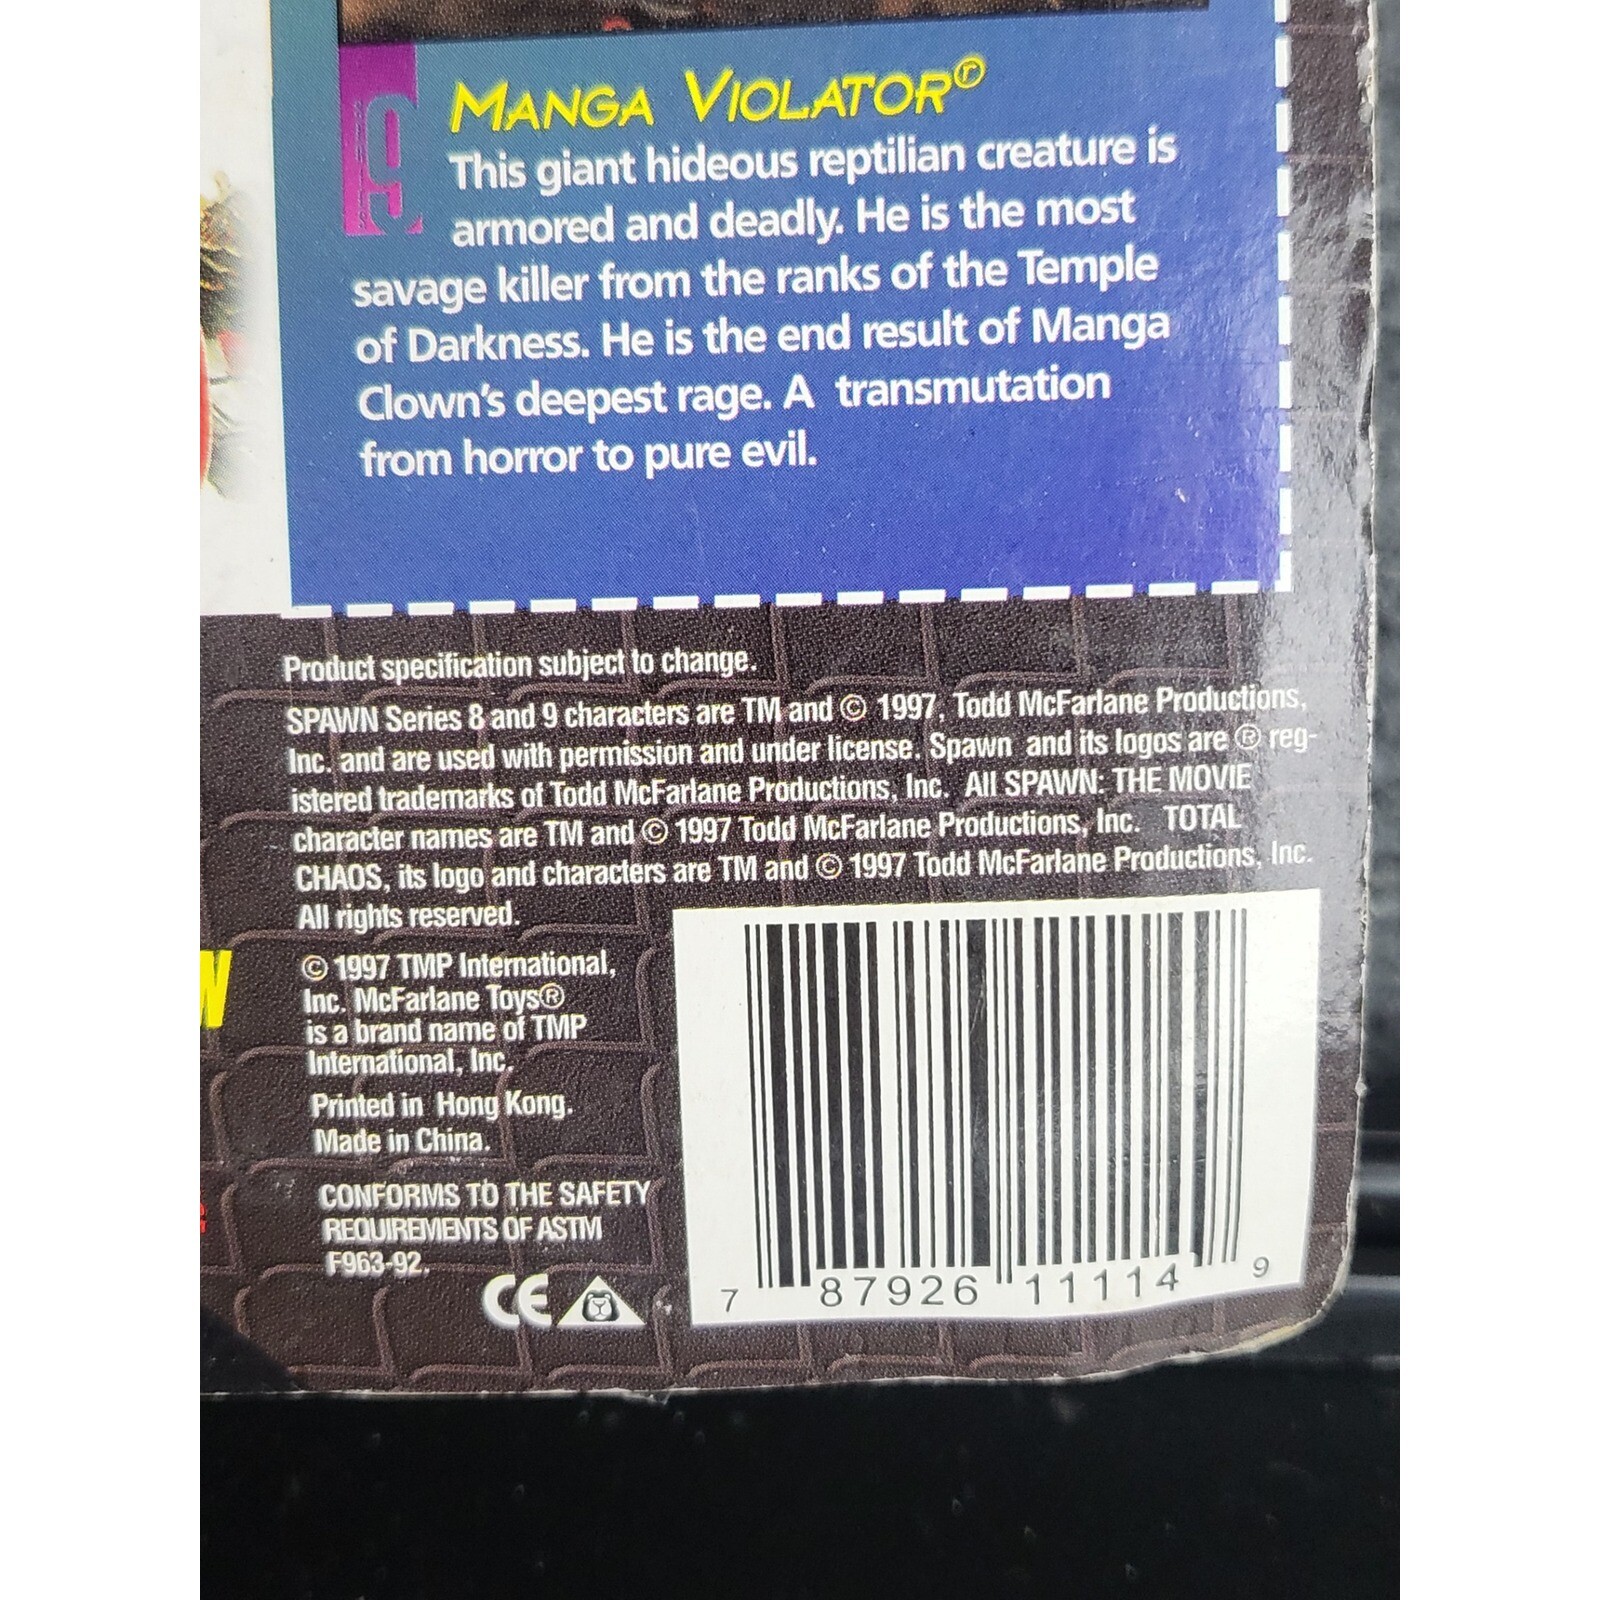 9
MANGA VIOLATOR®
This giant hideous reptilian creature is
armored and deadly. He is the most
savage killer from the ranks of the Temple
of Darkness. He is the end result of Manga
Clown's deepest rage. A transmutation
from horror to pure evil.
Product specification subject to change.
SPAWN Series 8 and 9 characters are TM and © 1997, Todd McFarlane Productions,
Inc. and are used with permission and under license. Spawn and its logos are ® reg-
istered trademarks of Todd McFarlane Productions, Inc. All SPAWN: THE MOVIE
character names are TM and © 1997 Todd McFarlane Productions, Inc. TOTAL
CHAOS, its logo and characters are TM and © 1997 Todd McFarlane Productions, Inc.
All rights reserved.
© 1997 TMP International,
Inc. McFarlane Toys®
is a brand name of TMP
International, Inc.
Printed in Hong Kong.
Made in China.
CONFORMS TO THE SAFETY
REQUIREMENTS OF ASTM
F963-92.
CE
7 87926 11114 9